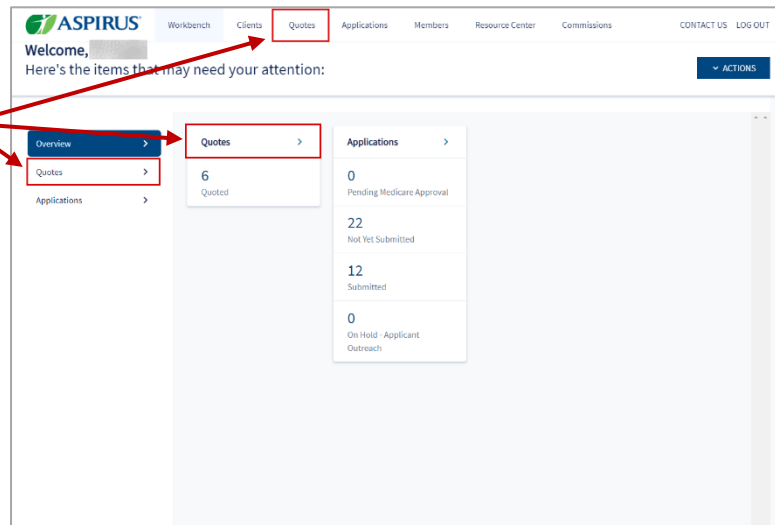 ASPIRUS
Workbench Clients Quotes Applications Members Resource Center Commissions CONTACT US LOG OUT
Welcome,
Here's the items that may need your attention:
ACTIONS
Overview
Quotes
Applications
Quotes
6
Quoted
Applications
0
Pending Medicare Approval
22
Not Yet Submitted
12
Submitted
0
On Hold - Applicant
Outreach